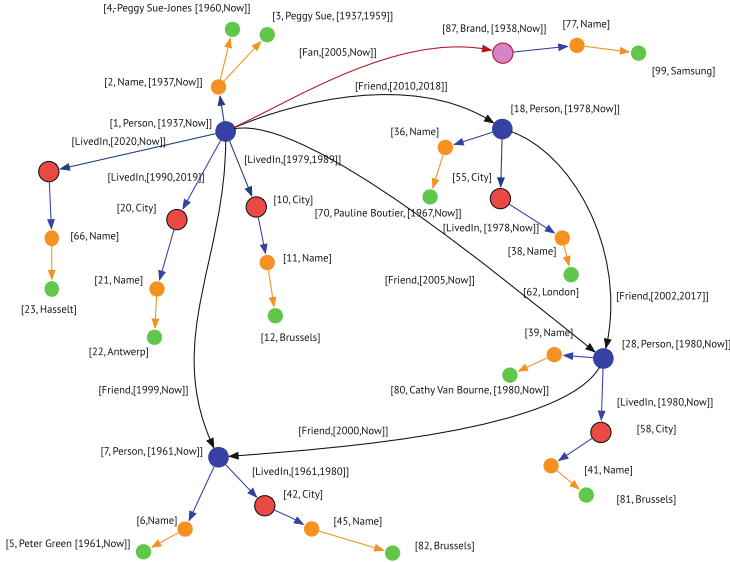 [4,-Peggy Sue-Jones [1960,Now]]
[3, Peggy Sue, [1937,1959]]
[87, Brand, [1938,Now]]
[77, Name]
[Fan,[2005,Now]]
[99, Samsung]
[2, Name, [1937,Now]]
[Friend,[2010,2018]]
[18, Person, [1978,Now]]
[1, Person, [1937,Now]]
[36, Name]
[LivedIn,[2020,Now]]
[LivedIn,[1979,1989]]
[LivedIn,[1990,2019]]
[55, City]
[10, City]
[20, City]
[70, Pauline Boutier, [1967,Now]]
[LivedIn,[1978,Now]]
[66, Name]
[38, Name]
[11, Name]
[21, Name]
[Friend,[2005,Now]]
[62, London]
[Friend,[2002,2017]]
[23, Hasselt]
[12, Brussels]
[39, Name]
[28, Person, [1980,Now]]
[22, Antwerp]
[80, Cathy Van Bourne, [1980,Now]]
[Friend,[1999,Now]]
[LivedIn, [1980,Now]]
[Friend,[2000,Now]]
[58, City]
[7, Person, [1961,Now]]
[LivedIn,[1961,1980]]
[41, Name]
[42, City]
[81, Brussels]
[6,Name]
[45, Name]
[5, Peter Green [1961,Now]]
[82, Brussels]